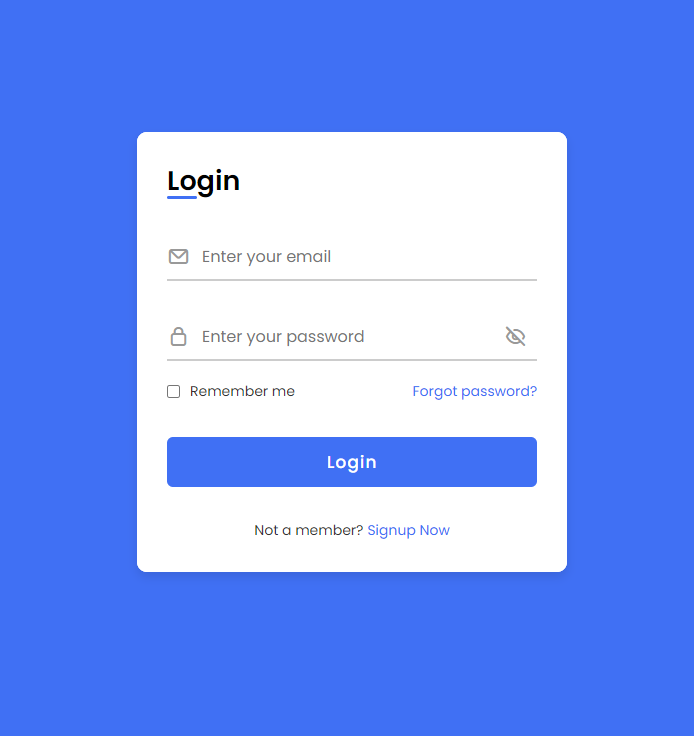 Login
Enter your email
Enter your password
Remember me Forgot password?
Login
Not a member? Signup Now